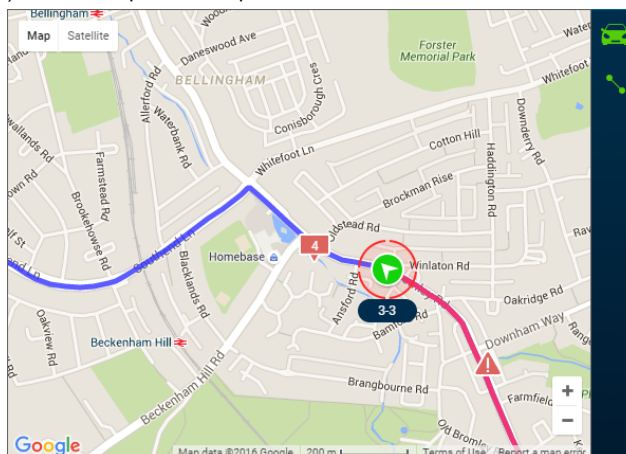 Bellingham
Map Satellite
Daneswood Ave
Forster
Memorial Park
Whitefoot
BELLINGHAM
Allerford Rd
Waterbank Rd
Conisborough Cres
Downderry Rd
Whitefoot Ln
Cotton Hill
Haddington Rd
Farmstead Rd
Brookehowse Rd
Brockman Rise
Oldstead Rd
4
Southend Ln
Homebase
Winlaton Rd
Blacklands Rd
Ansford Rd
3-3
Oakridge Rd
Oakview Rd
Downham Way
Beckenham Hill
Beckenham Hill Rd
Brangbourne Rd
Farmfie
+
−
Google
Map data ©2016 Google 200 m Terms of Use Report a map error